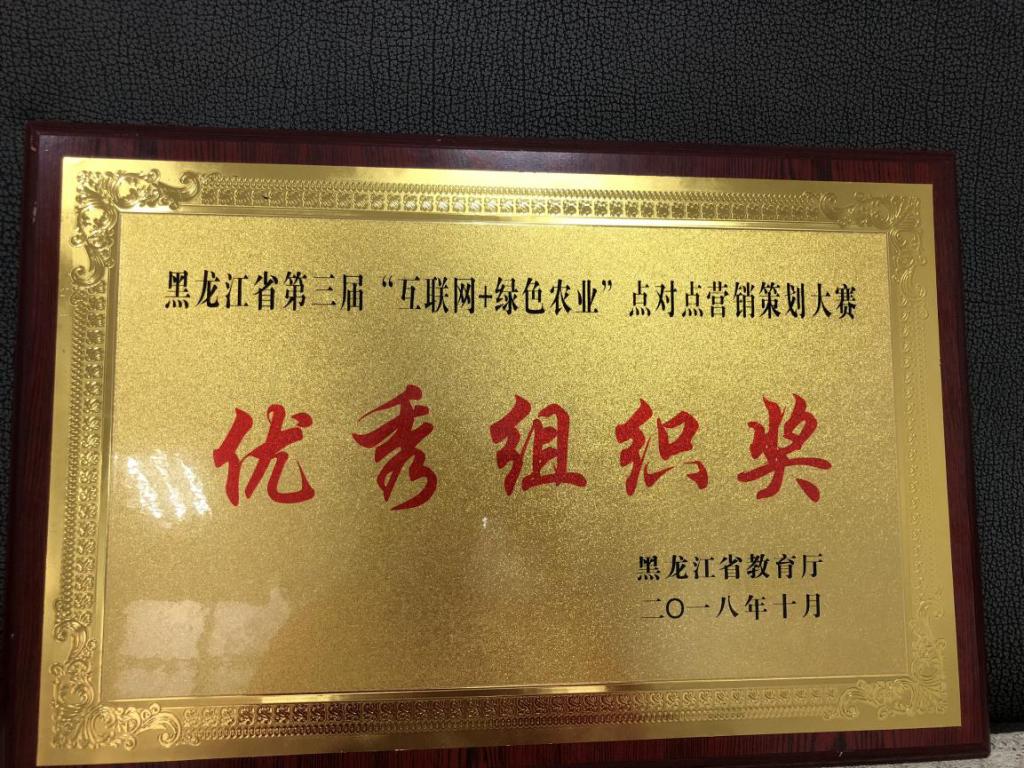 黑龙江省第三届“互联网+绿色农业”点对点营销策划大赛
优秀组织奖
黑龙江省教育厅
二〇一八年十月